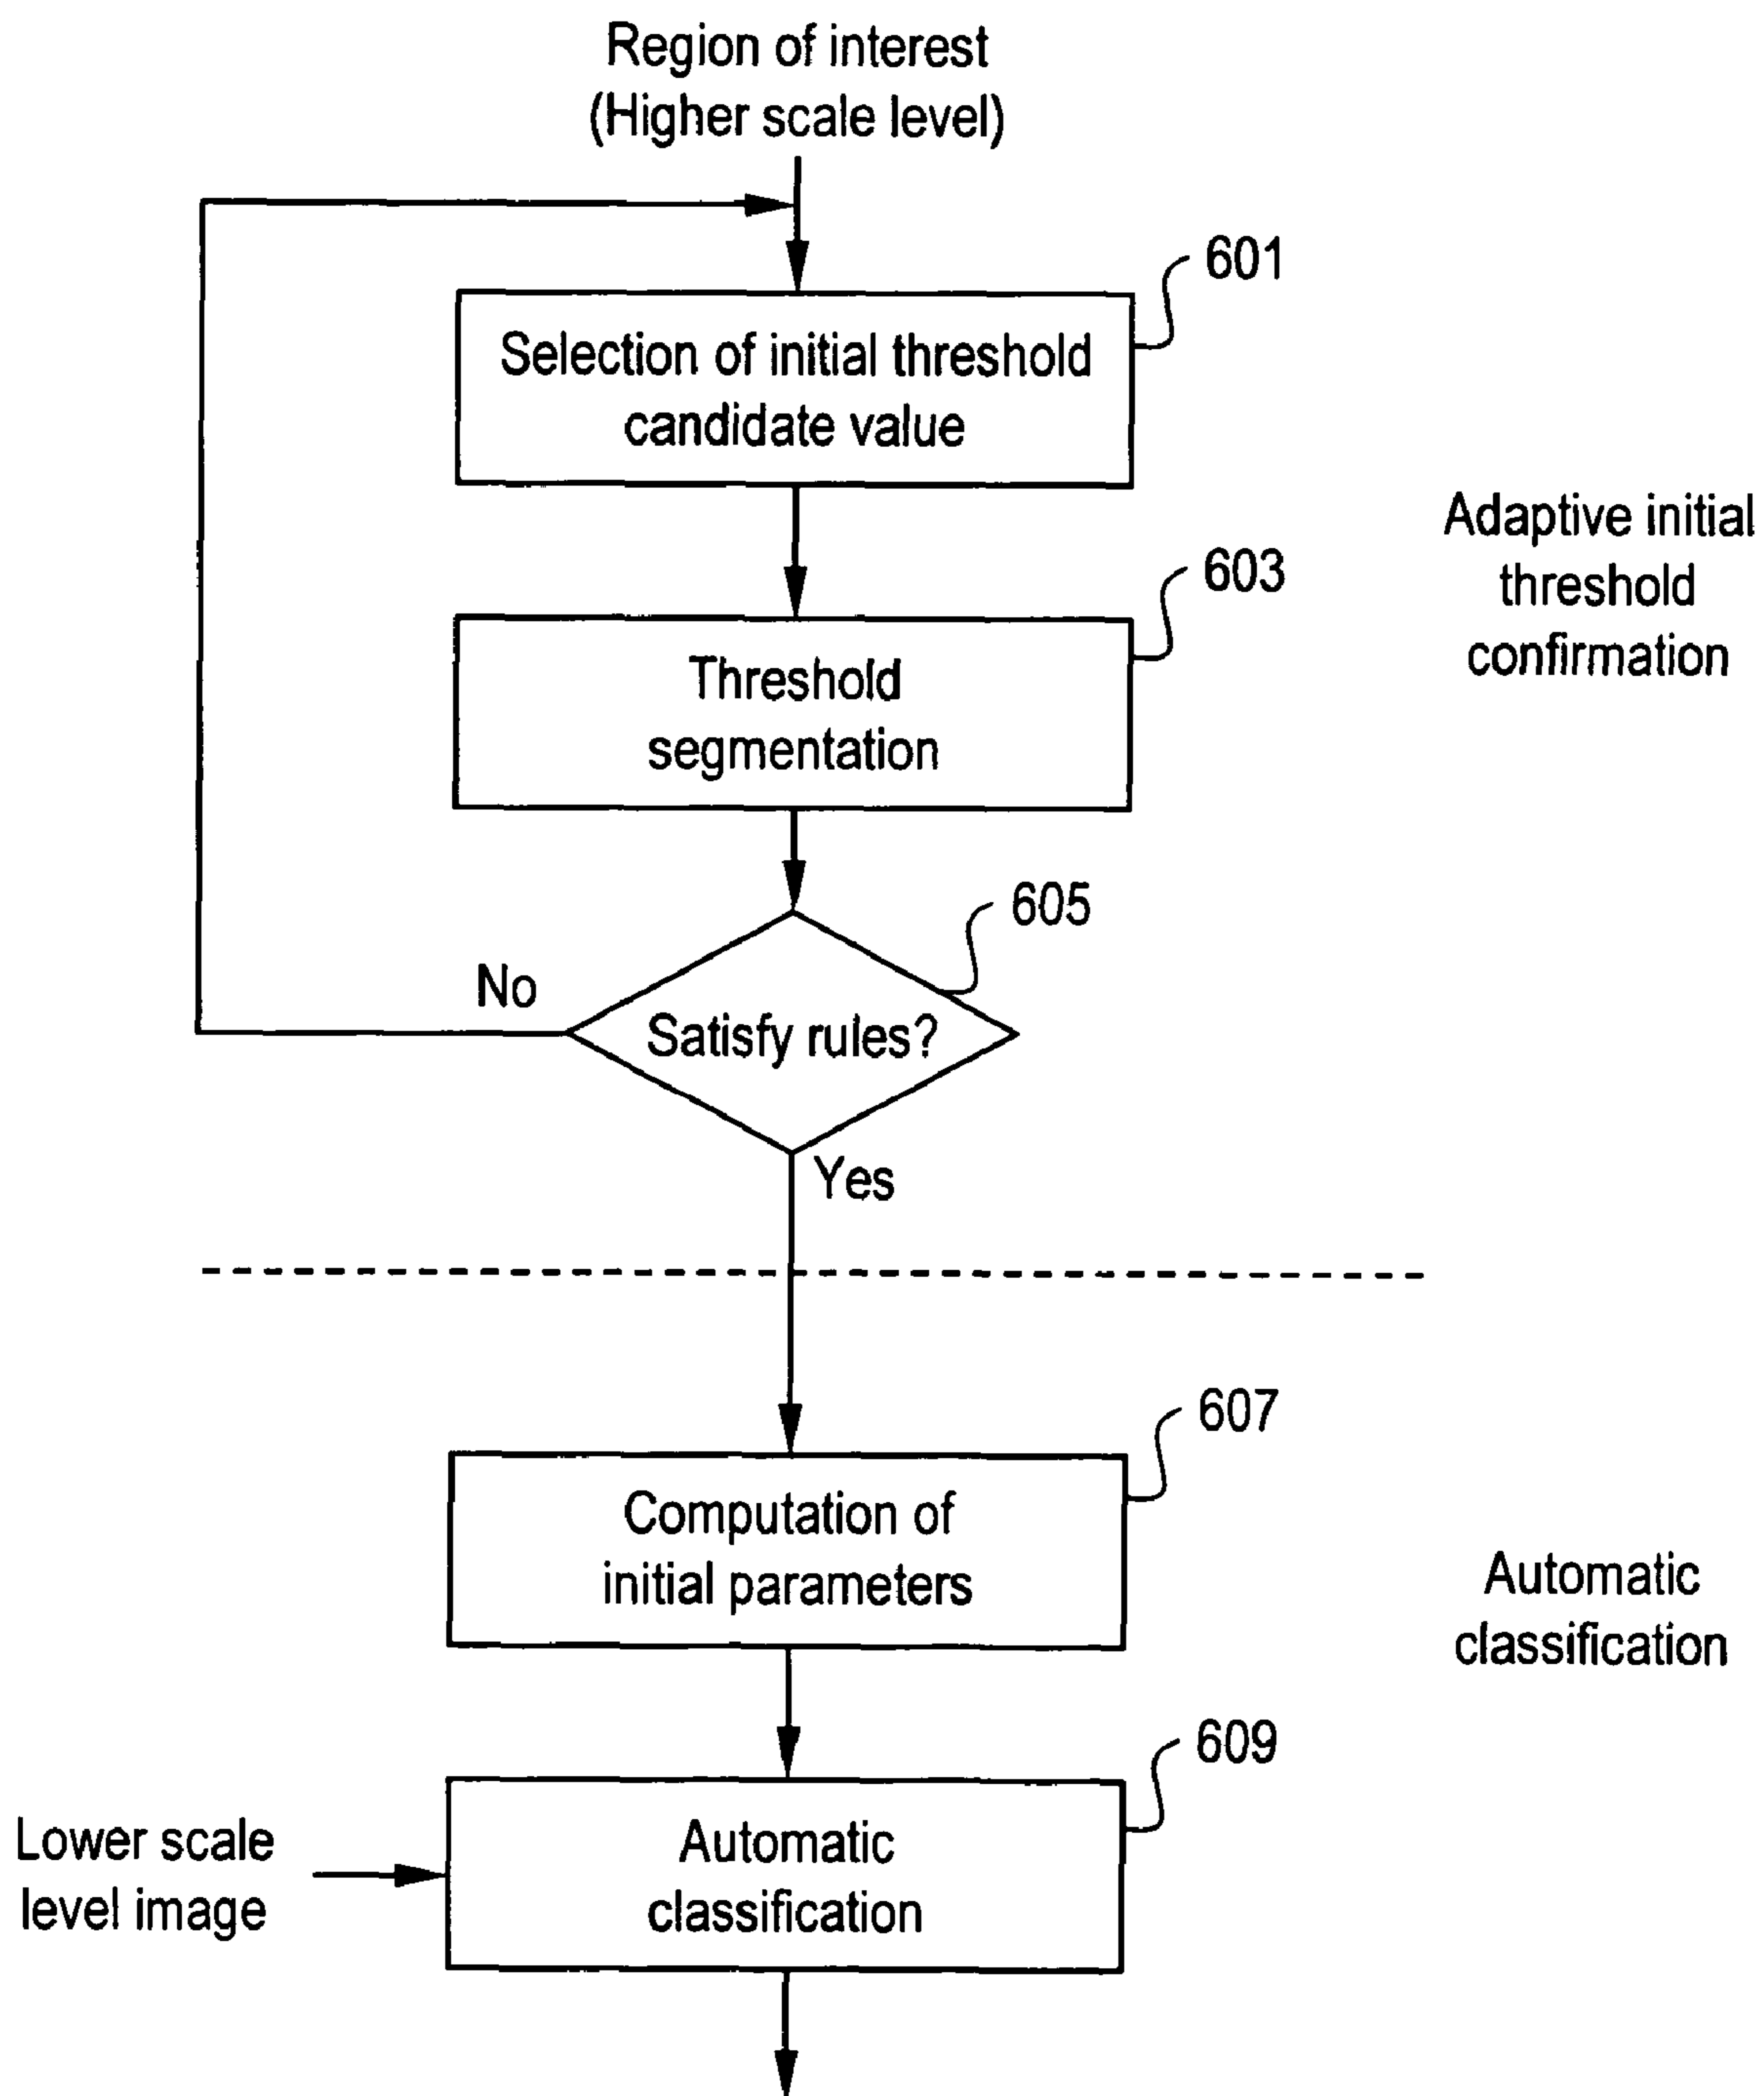 Region of interest
(Higher scale level)
601
Selection of initial threshold
candidate value
Adaptive initial
threshold
confirmation
603
Threshold
segmentation
605
No
Satisfy rules?
Yes
607
Computation of
initial parameters
Automatic
classification
609
Lower scale
level image
Automatic
classification